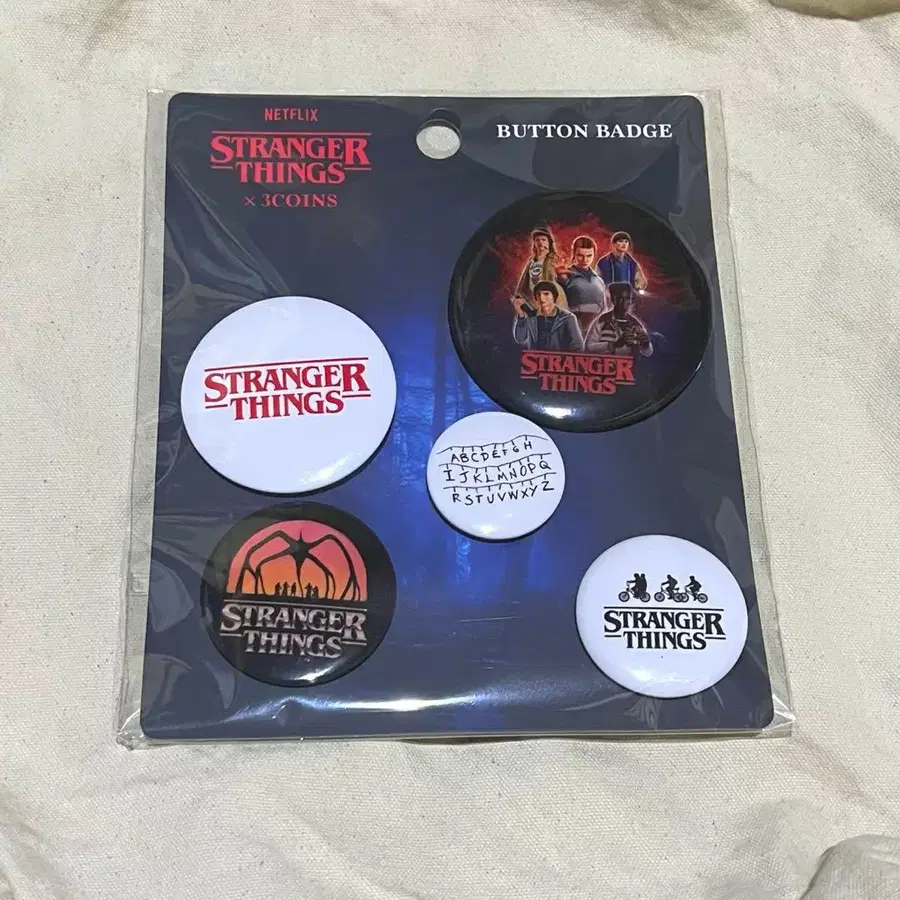 NETFLIX
STRANGER
THINGS
× 3COINS
BUTTON BADGE
STRANGER
THINGS
STRANGER
THINGS
ABCDEFGH
IJKLMNOPQ
RSTUVWXYZ
STRANGER
THINGS
STRANGER
THINGS